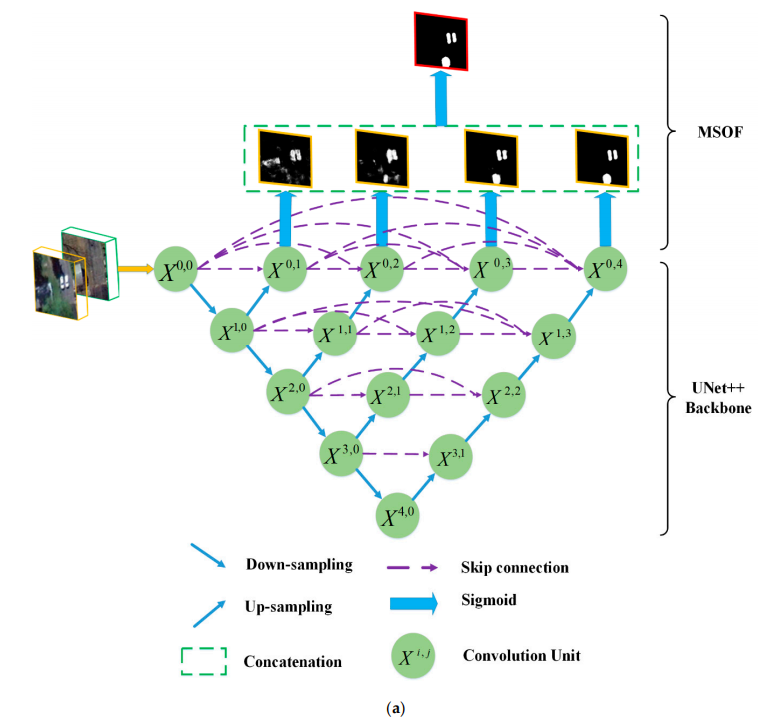 MSOF
X^{0,0} X^{0,1} X^{0,2} X^{0,3} X^{0,4}
X^{1,0} X^{1,1} X^{1,2} X^{1,3}
X^{2,0} X^{2,1} X^{2,2}
UNet++
Backbone
X^{3,0} X^{3,1}
X^{4,0}
Down-sampling
Skip connection
Up-sampling
Sigmoid
Concatenation
X^{i,j}
Convolution Unit
(a)